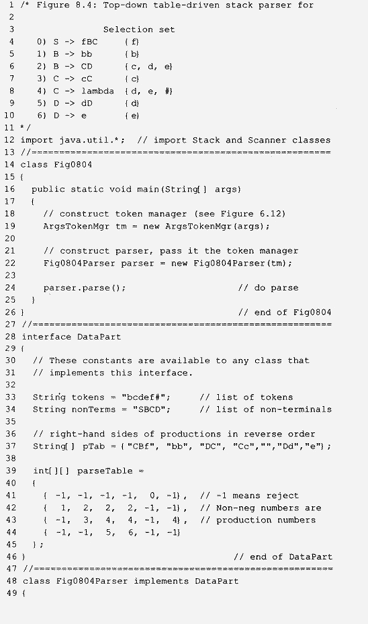 1 /* Figure 8.4: Top-down table-driven stack parser for
2
3 Selection set
4 0) S -> fBC {f}
5 1) B -> bb {b}
6 2) B -> CD {c, d, e}
7 3) C -> cC {c}
8 4) C -> lambda {d, e, #}
9 5) D -> dD {d}
10 6) D -> e {e}
11 */
12 import java.util.*; // import Stack and Scanner classes
13 //===================================================
14 class Fig0804
15 {
16 public static void main(String[] args)
17 {
18 // construct token manager (see Figure 6.12)
19 ArgsTokenMgr tm = new ArgsTokenMgr(args);
20
21 // construct parser, pass it the token manager
22 Fig0804Parser parser = new Fig0804Parser(tm);
23
24 parser.parse(); // do parse
25 }
26 } // end of Fig0804
27 //===================================================
28 interface DataPart
29 {
30 // These constants are available to any class that
31 // implements this interface.
32
33 String tokens = "bcdef#"; // list of tokens
34 String nonTerms = "SBCD"; // list of non-terminals
35
36 // right-hand sides of productions in reverse order
37 String[] pTab = {"CBf", "bb", "DC", "Cc","","Dd","e"};
38
39 int[][] parseTable =
40 {
41 { -1, -1, -1, -1, 0, -1}, // -1 means reject
42 { 1, 2, 2, 2, -1, -1}, // Non-neg numbers are
43 { -1, 3, 4, 4, -1, 4}, // production numbers
44 { -1, -1, 5, 6, -1, -1}
45 };
46 } // end of DataPart
47 //===================================================
48 class Fig0804Parser implements DataPart
49 {